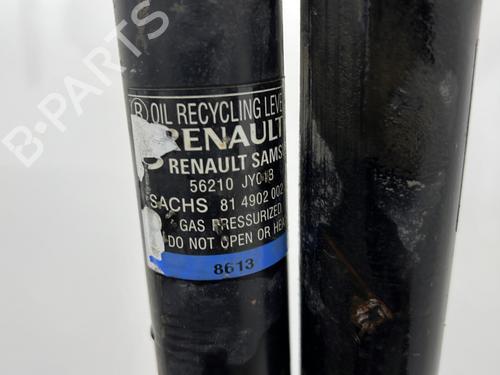 B-PARTS
® OIL RECYCLING LEVE
RENAULT
RENAULT SAMS
56210 JY01B
SACHS 81 4902 002
GAS PRESSURIZED
DO NOT OPEN OR HEA
8613